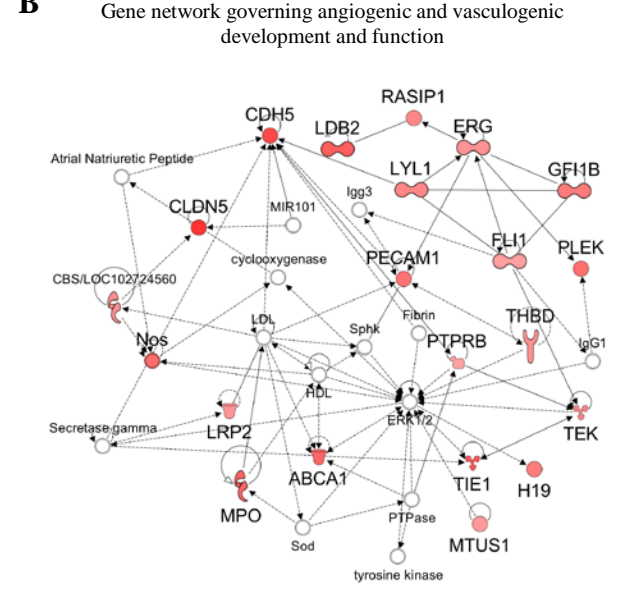 B
Gene network governing angiogenic and vasculogenic
development and function
RASIP1
CDH5
LDB2
ERG
Atrial Natriuretic Peptide
LYL1
GFI1B
Igg3
CLDN5
MIR101
FLI1
PLEK
PECAM1
cyclooxygenase
CBS/LOC102724560
THBD
Fibrin
LDL
Sphk
PTPRB
Nos
IgG1
HDL
ERK1/2
Secretase gamma
LRP2
TEK
ABCA1
TIE1
H19
MPO
PTPase
Sod
MTUS1
tyrosine kinase